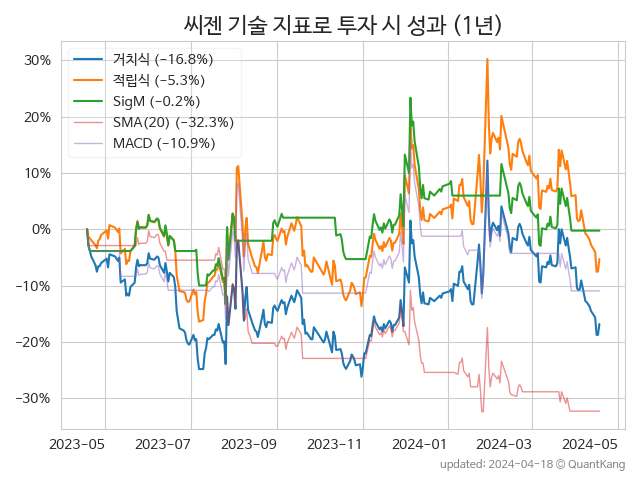 씨젠 기술 지표로 투자 시 성과 (1년)
거치식 (−16.8%)
적립식 (−5.3%)
SigM (−0.2%)
SMA(20) (−32.3%)
MACD (−10.9%)
30%
20%
10%
0%
−10%
−20%
−30%
2023−05 2023−07 2023−09 2023−11 2024−01 2024−03 2024−05
updated: 2024−04−18 © QuantKang